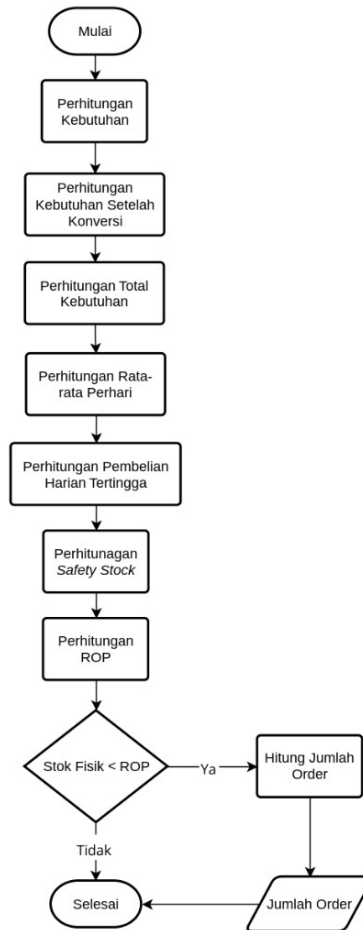 Mulai
Perhitungan
Kebutuhan
Perhitungan
Kebutuhan Setelah
Konversi
Perhitungan Total
Kebutuhan
Perhitungan Rata-
rata Perhari
Perhitungan Pembelian
Harian Tertingga
Perhitunagan
Safety Stock
Perhitungan
ROP
Stok Fisik < ROP
Ya
Hitung Jumlah
Order
Tidak
Selesai
Jumlah Order